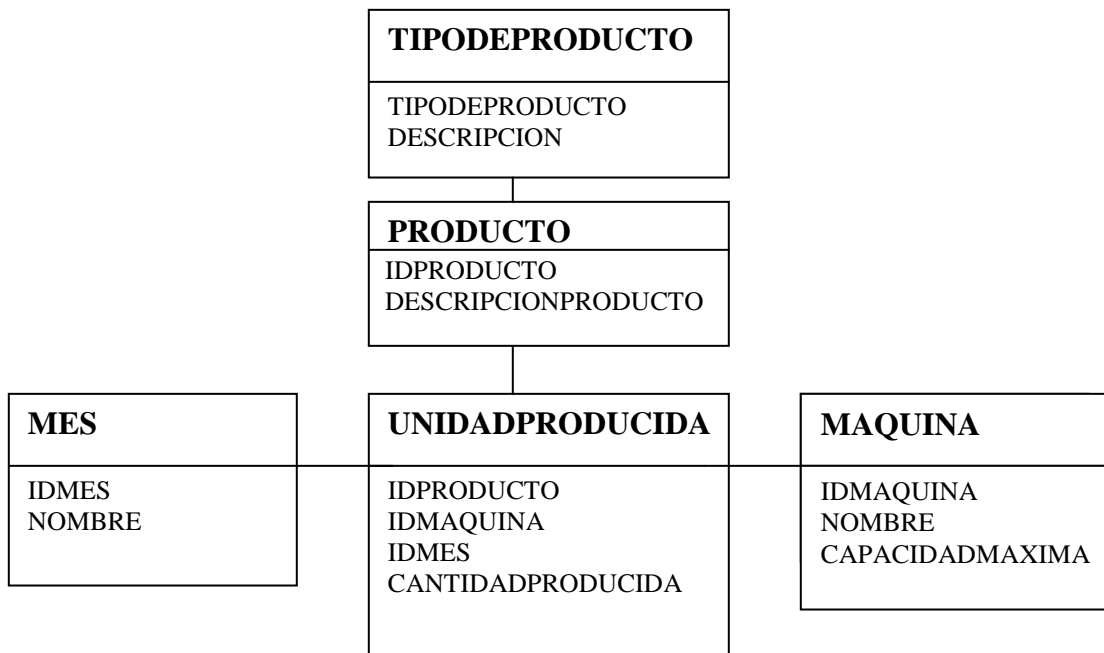 TIPODEPRODUCTO
TIPODEPRODUCTO
DESCRIPCION
PRODUCTO
IDPRODUCTO
DESCRIPCIONPRODUCTO
MES
IDMES
NOMBRE
UNIDADPRODUCIDA
IDPRODUCTO
IDMAQUINA
IDMES
CANTIDADPRODUCIDA
MAQUINA
IDMAQUINA
NOMBRE
CAPACIDADMAXIMA